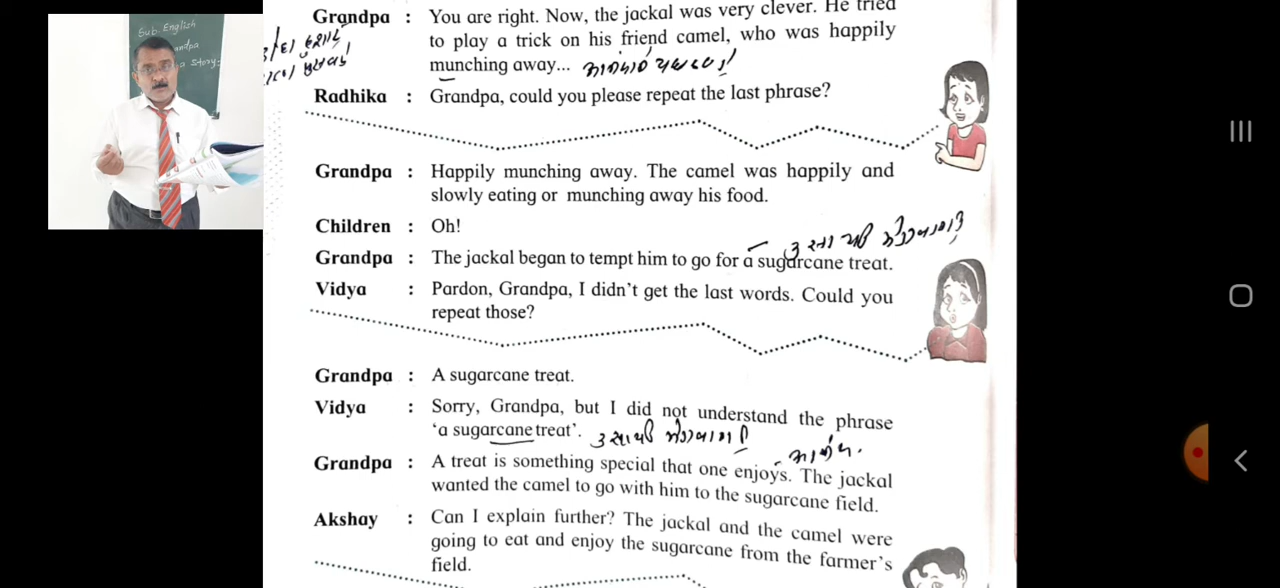 Sub: English
Grandpa : You are right. Now, the jackal was very clever. He tried
to play a trick on his friend camel, who was happily
munching away...
Radhika : Grandpa, could you please repeat the last phrase?
Grandpa : Happily munching away. The camel was happily and
slowly eating or munching away his food.
Children : Oh!
Grandpa : The jackal began to tempt him to go for a sugarcane treat.
Vidya : Pardon, Grandpa, I didn't get the last words. Could you
repeat those?
Grandpa : A sugarcane treat.
Vidya : Sorry, Grandpa, but I did not understand the phrase
'a sugarcane treat'.
Grandpa : A treat is something special that one enjoys. The jackal
wanted the camel to go with him to the sugarcane field.
Akshay : Can I explain further? The jackal and the camel were
going to eat and enjoy the sugarcane from the farmer's
field.